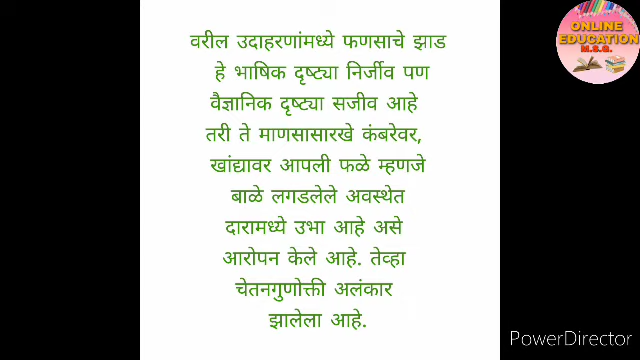 वरील उदाहरणांमध्ये फणसाचे झाड
हे भाषिक दृष्ट्या निर्जीव पण
वैज्ञानिक दृष्ट्या सजीव आहे
तरी ते माणसासारखे कंबरेवर,
खांद्यावर आपली फळे म्हणजे
बाळे लगडलेले अवस्थेत
दारामध्ये उभा आहे असे
आरोपन केले आहे. तेव्हा
चेतनगुणोक्ती अलंकार
झालेला आहे.
ONLINE
EDUCATION
M.S.G.
PowerDirector